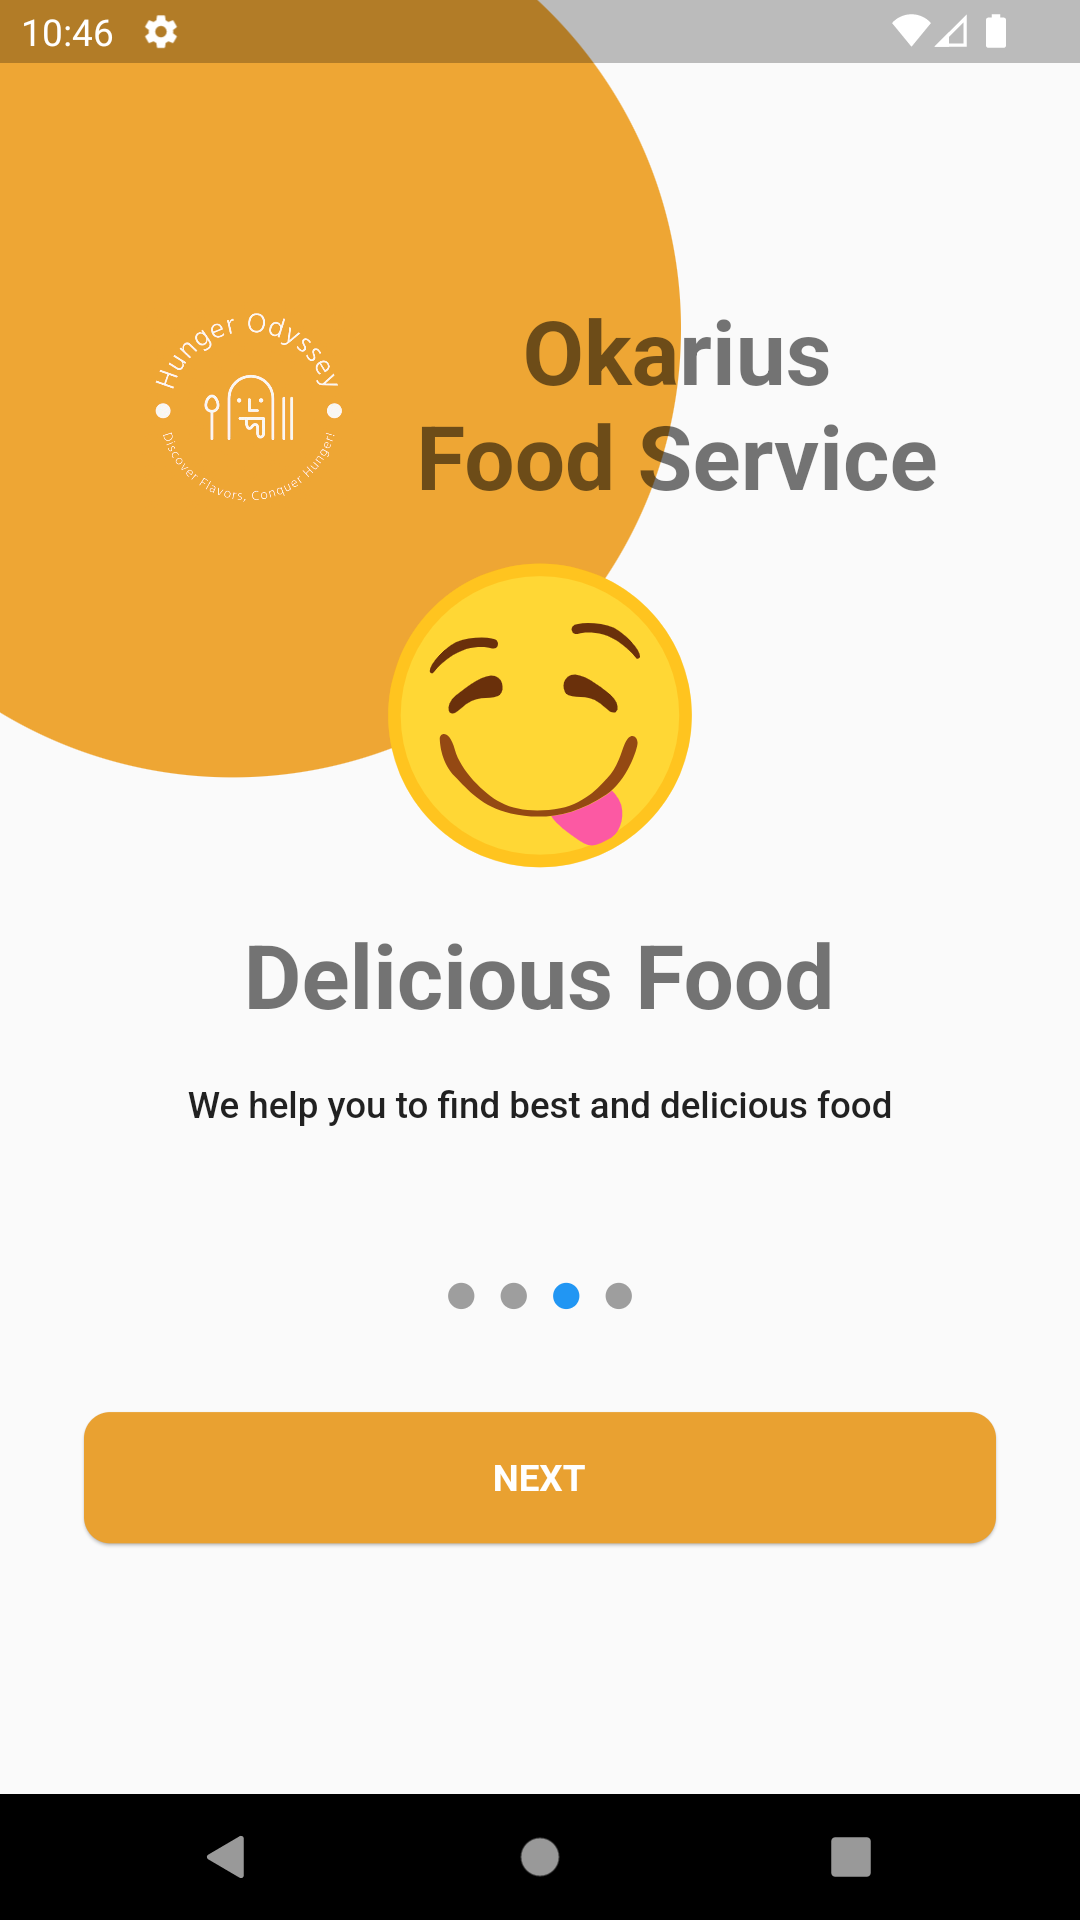 10:46
Hunger Odyssey
Discover Flavors, Conquer Hunger!
Okarius
Food Service
Delicious Food
We help you to find best and delicious food
NEXT